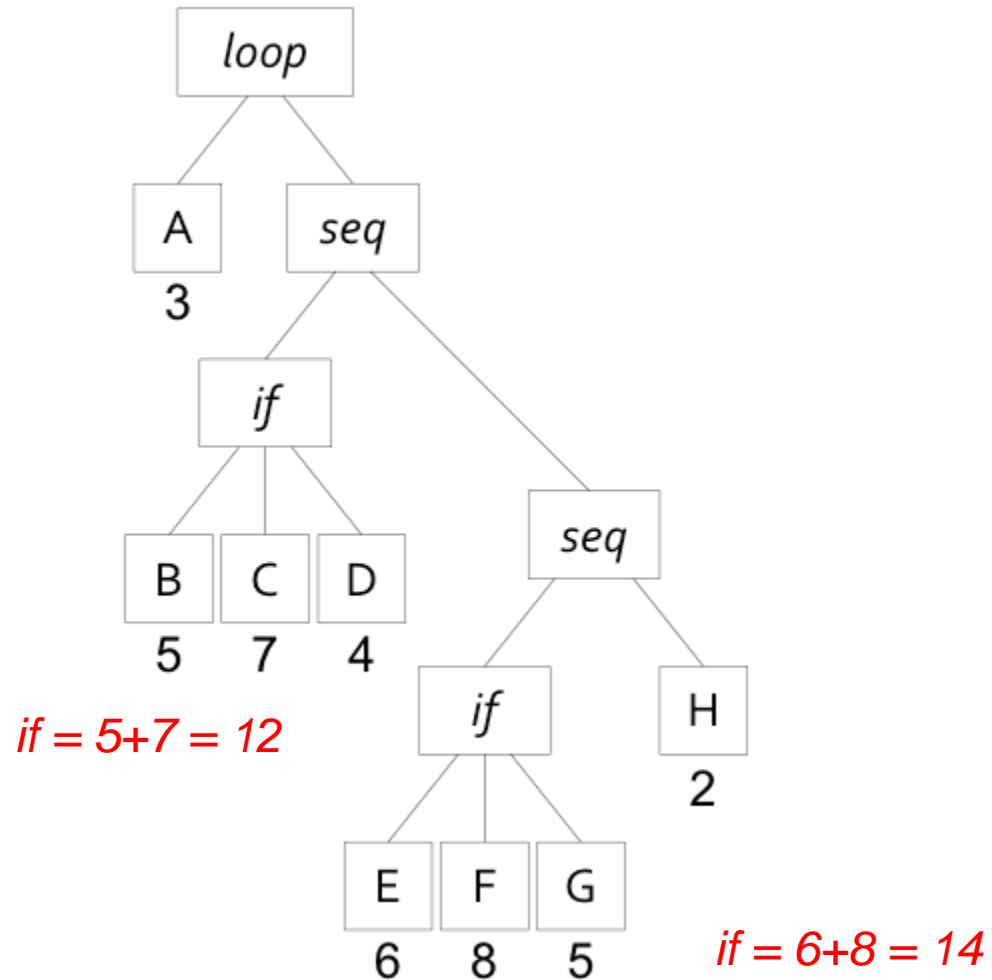 loop
A
seq
3
if
seq
B C D
5 7 4
if
H
if = 5+7 = 12
2
E F G
6 8 5
if = 6+8 = 14